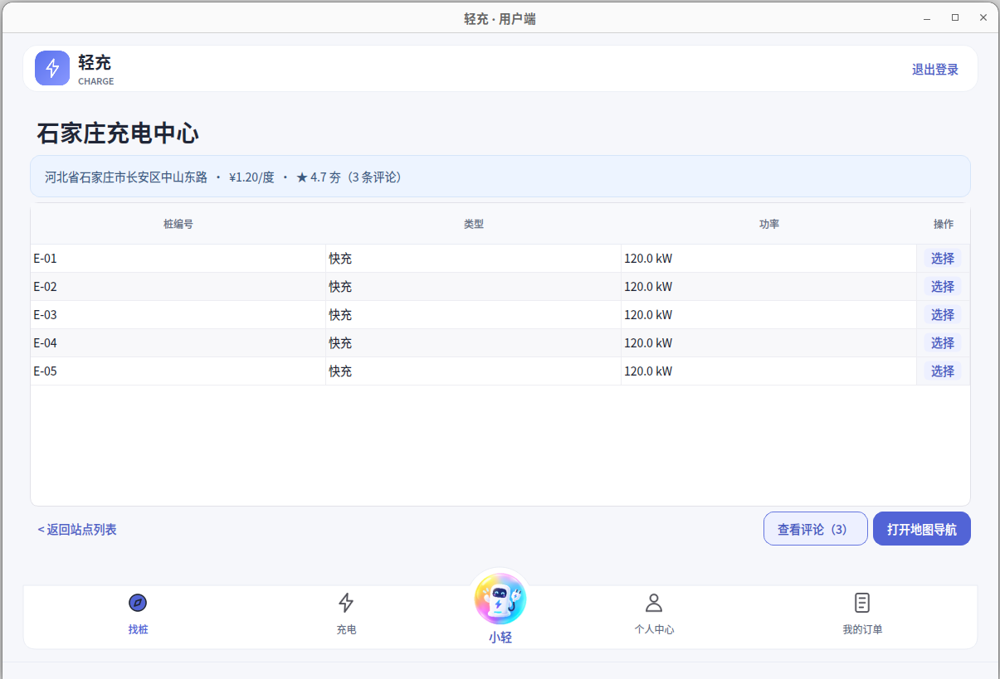 轻充 · 用户端
轻充
CHARGE
退出登录
石家庄充电中心
河北省石家庄市长安区中山东路 · ¥1.20/度 · ★ 4.7 夯（3 条评论）
桩编号 类型 功率 操作
E-01 快充 120.0 kW 选择
E-02 快充 120.0 kW 选择
E-03 快充 120.0 kW 选择
E-04 快充 120.0 kW 选择
E-05 快充 120.0 kW 选择
< 返回站点列表 查看评论（3） 打开地图导航
找桩 充电 小轻 个人中心 我的订单